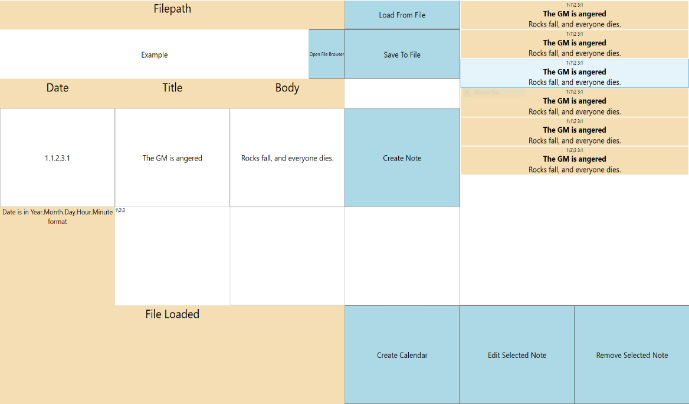 Filepath
Load From File
Example
Open File Browser
Save To File
Date
Title
Body
1.1.2.3.1
The GM is angered
Rocks fall, and everyone dies.
Create Note
Date is in Year.Month.Day.Hour.Minute
format
File Loaded
Create Calendar
Edit Selected Note
Remove Selected Note
1:1:2 3:1
The GM is angered
Rocks fall, and everyone dies.
1:1:2 3:1
The GM is angered
Rocks fall, and everyone dies.
1:1:2 3:1
The GM is angered
Rocks fall, and everyone dies.
1:1:2 3:1
The GM is angered
Rocks fall, and everyone dies.
1:1:2 3:1
The GM is angered
Rocks fall, and everyone dies.
1:1:2 3:1
The GM is angered
Rocks fall, and everyone dies.